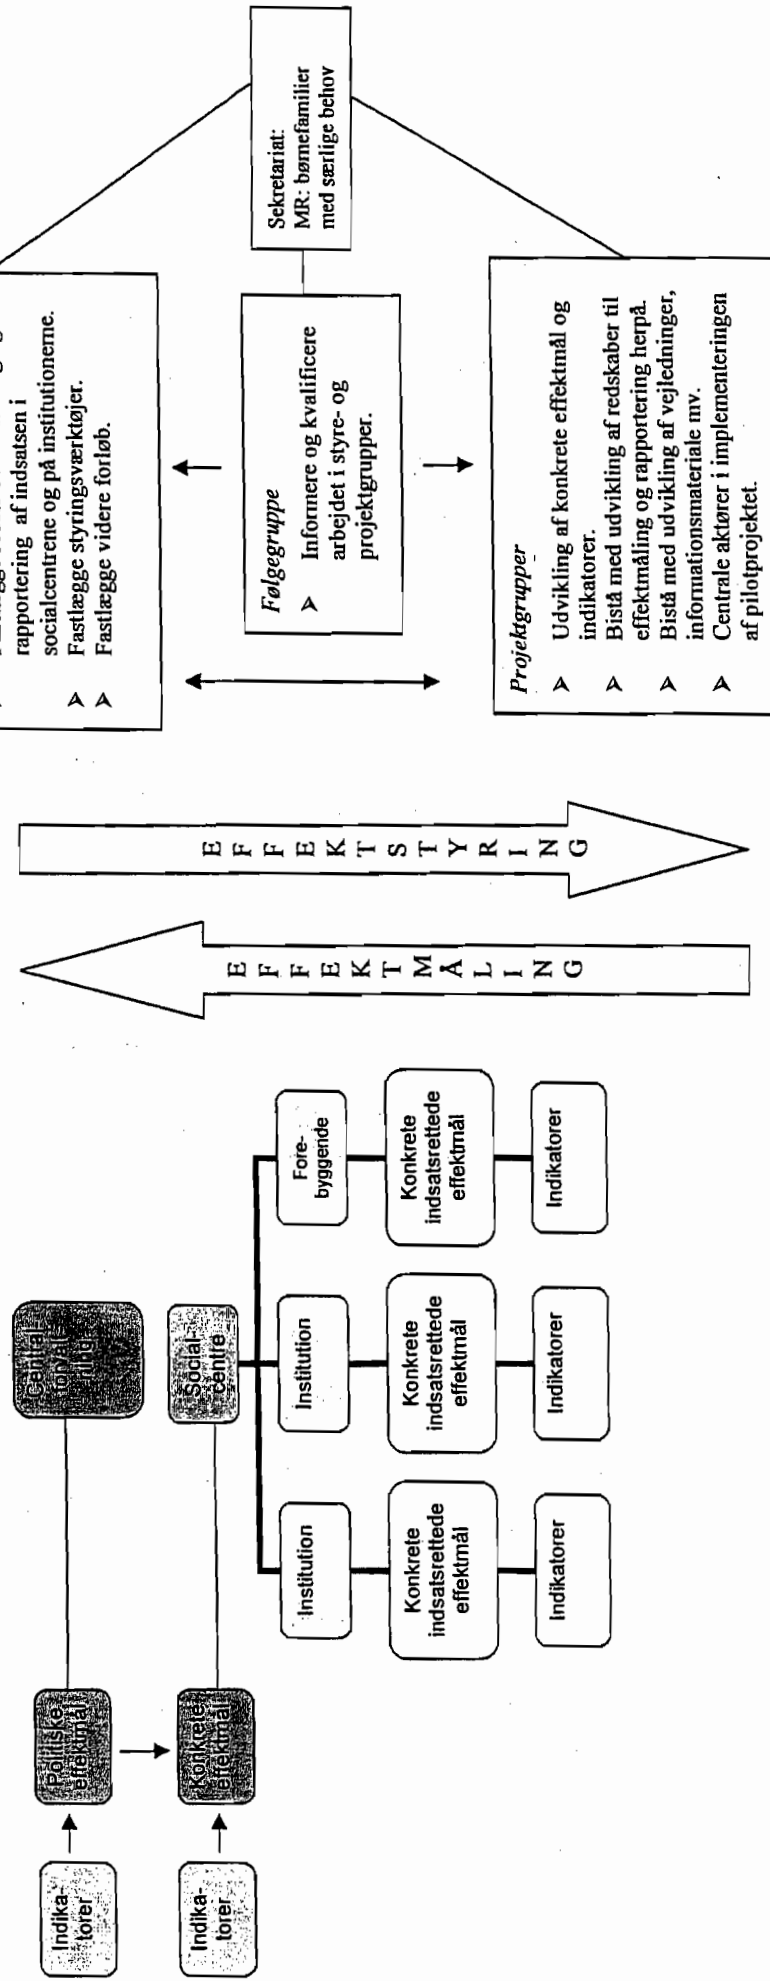 Indika-
torer
Politiske
effektmål
Central-
forvalt-
Indika-
torer
Konkrete
effektmål
Social-
centre
Institution
Institution
Fore-
byggende
Konkrete
indsatsrettede
effektmål
Konkrete
indsatsrettede
effektmål
Konkrete
indsatsrettede
effektmål
Indikatorer
Indikatorer
Indikatorer
EFFEKTMÅLING
EFFEKTSTYRING
rapportering af indsatsen i
socialcentrene og på institutionerne.
➢ Fastlægge styringsværktøjer.
➢ Fastlægge videre forløb.
Følgegruppe
➢ Informere og kvalificere
arbejdet i styre- og
projektgrupper.
Sekretariat:
MR: børnefamilier
med særlige behov
Projektgrupper
➢ Udvikling af konkrete effektmål og
indikatorer.
➢ Bistå med udvikling af redskaber til
effektmåling og rapportering herpå.
➢ Bistå med udvikling af vejledninger,
informationsmateriale mv.
➢ Centrale aktører i implementeringen
af pilotprojektet.